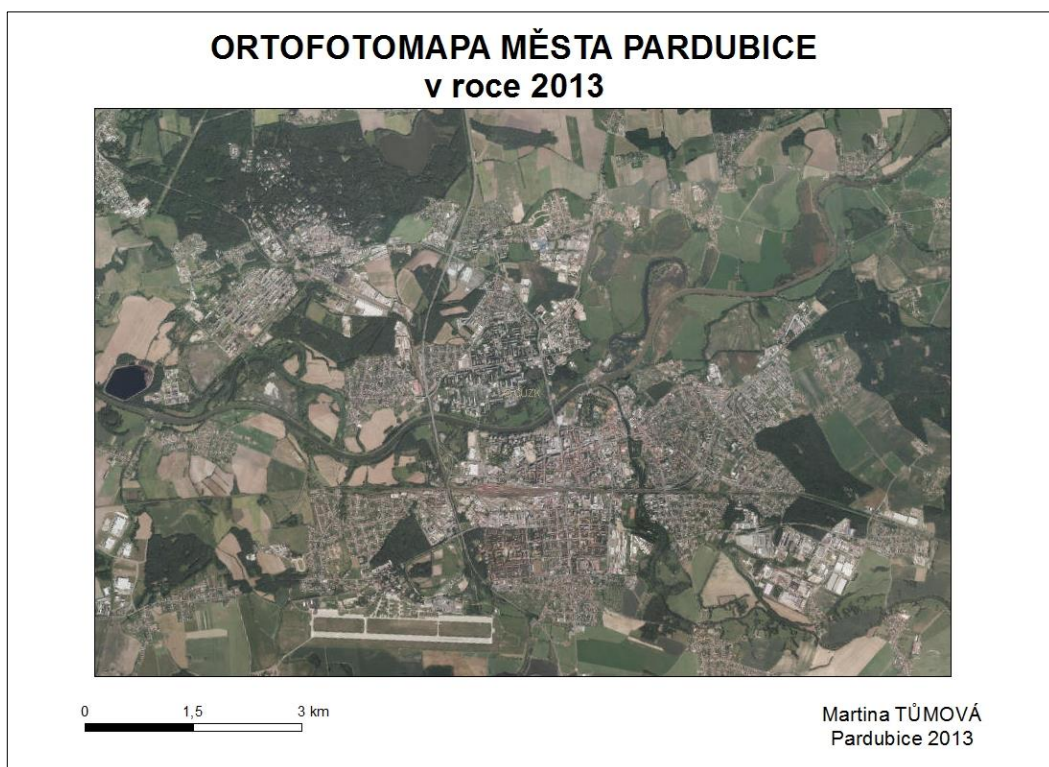 ORTOFOTOMAPA MĚSTA PARDUBICE
v roce 2013
0 1,5 3 km
Martina TŮMOVÁ
Pardubice 2013